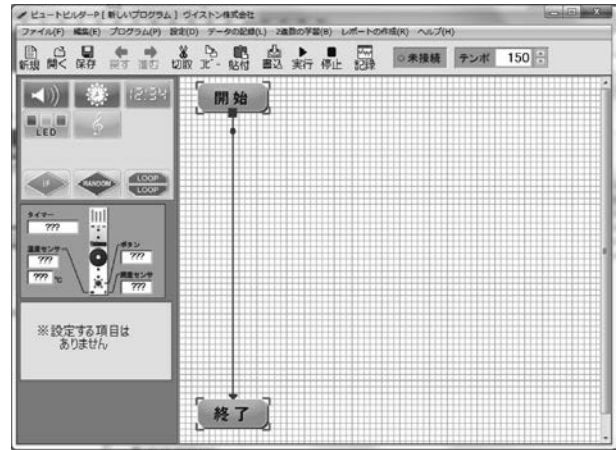 ビュートビルダーP [ 新しいプログラム ] ヴイストン株式会社
ファイル(F) 編集(E) プログラム(P) 設定(O) データの記録(L) 2進数の学習(B) レポートの作成(R) ヘルプ(H)
新規 開く 保存 戻す 進む 切取 コピー 貼付 書込 実行 停止 記録 ○未接続 テンポ 150
12:34
LED
IF RANDOM LOOP
LOOP
タイマー
???
温度センサ
???
??? ℃
ボタン
???
照度センサ
???
※設定する項目は
ありません
開始
終了